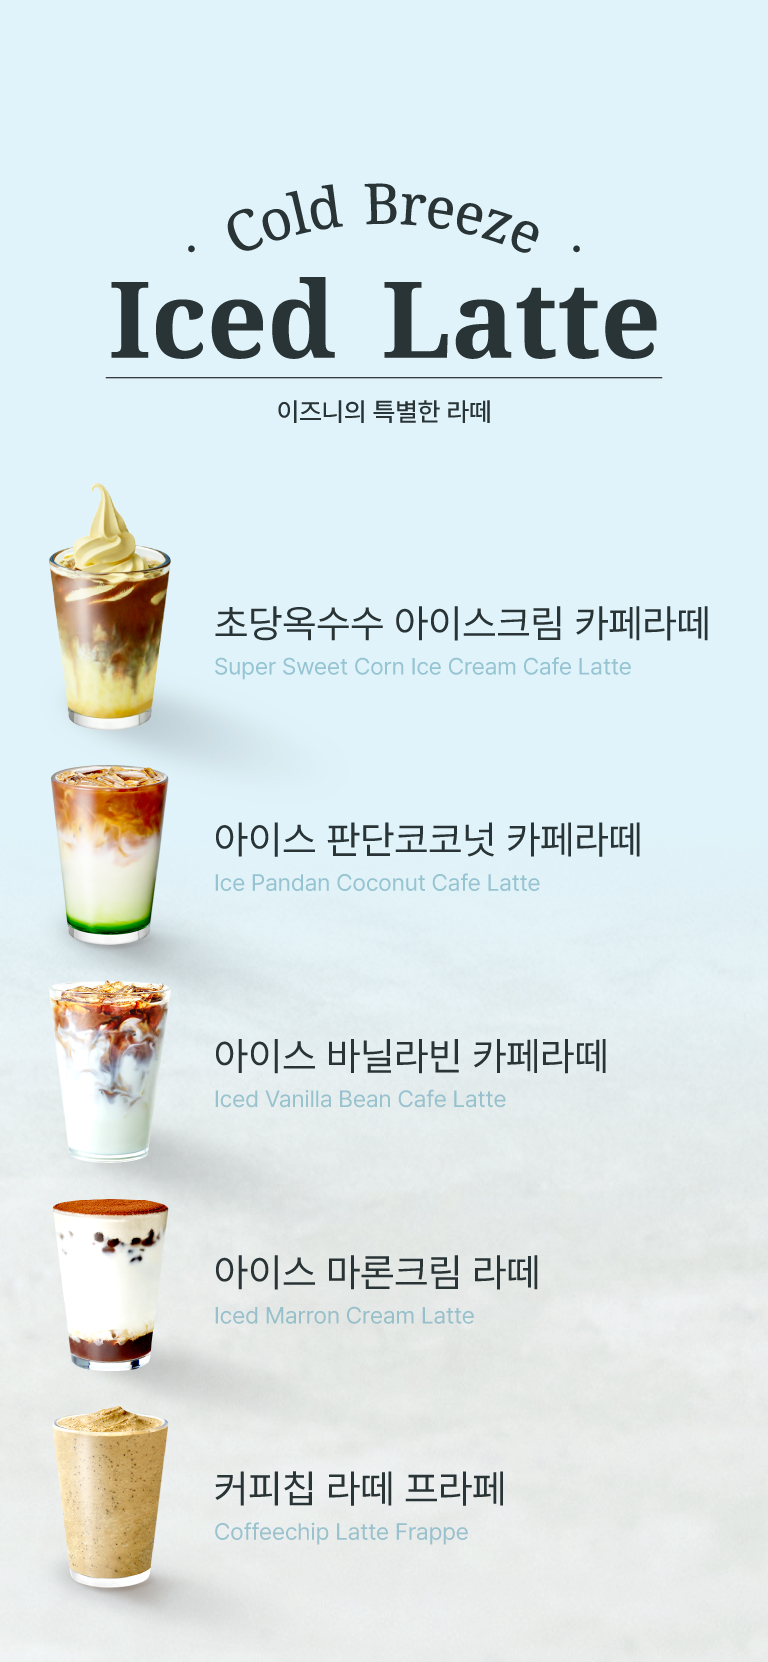 · Cold Breeze ·
Iced Latte
이즈니의 특별한 라떼
초당옥수수 아이스크림 카페라떼
Super Sweet Corn Ice Cream Cafe Latte
아이스 판단코코넛 카페라떼
Ice Pandan Coconut Cafe Latte
아이스 바닐라빈 카페라떼
Iced Vanilla Bean Cafe Latte
아이스 마론크림 라떼
Iced Marron Cream Latte
커피칩 라떼 프라페
Coffeechip Latte Frappe